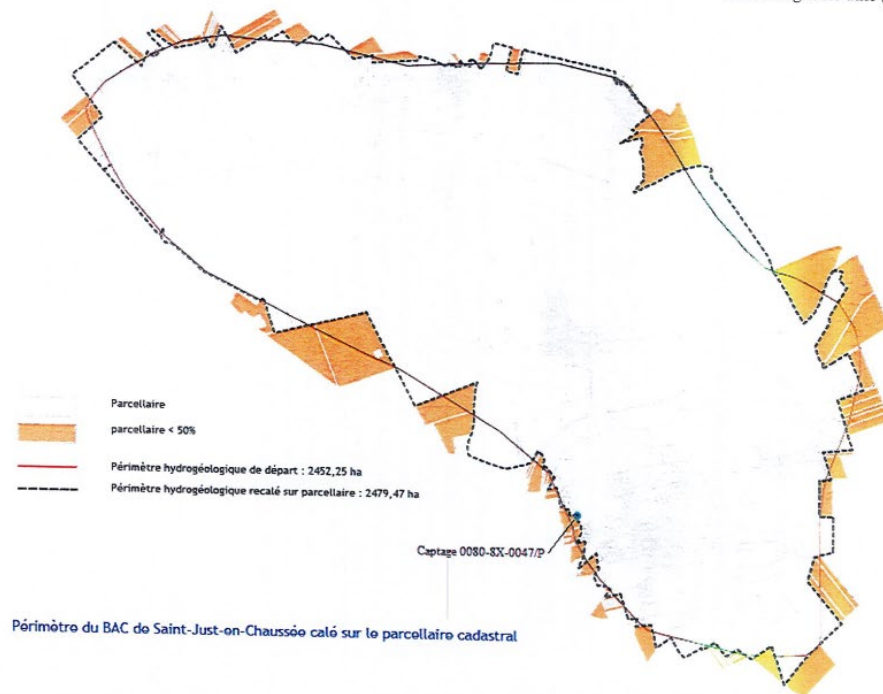 Parcellaire
parcellaire < 50%
Périmètre hydrogéologique de départ : 2452,25 ha
Périmètre hydrogéologique recalé sur parcellaire : 2479,47 ha
Captage 0080-8X-0047/P
Périmètre du BAC de Saint-Just-en-Chaussée calé sur le parcellaire cadastral